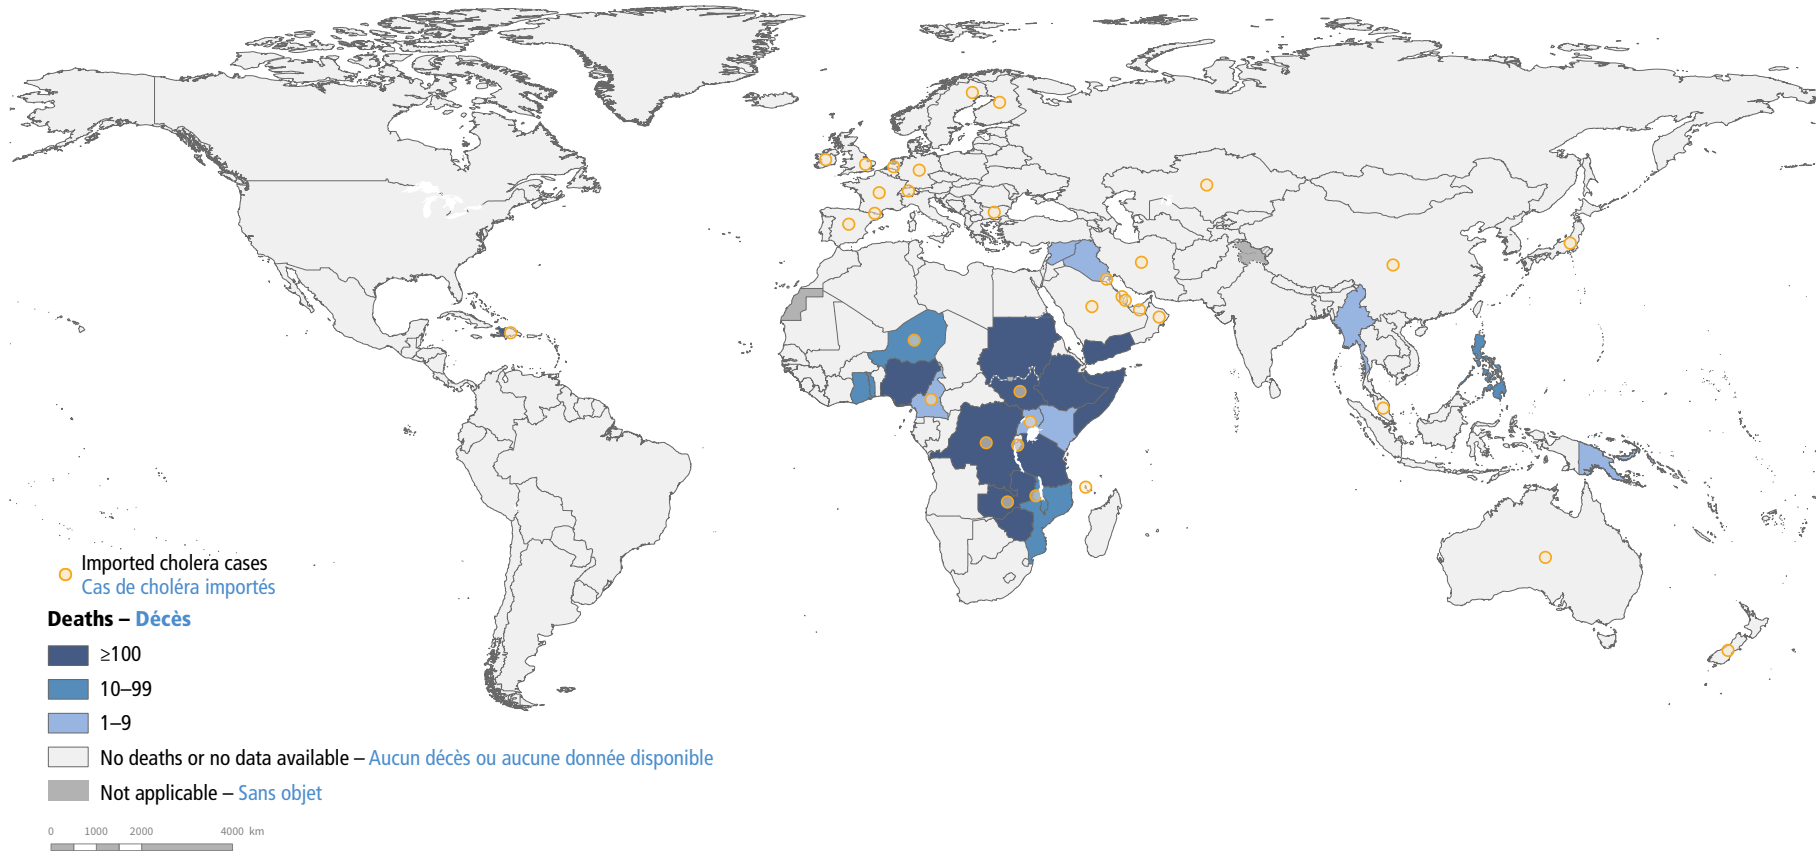 Imported cholera cases
Cas de choléra importés
Deaths – Décès
≥100
10–99
1–9
No deaths or no data available – Aucun décès ou aucune donnée disponible
Not applicable – Sans objet
0 1000 2000 4000 km